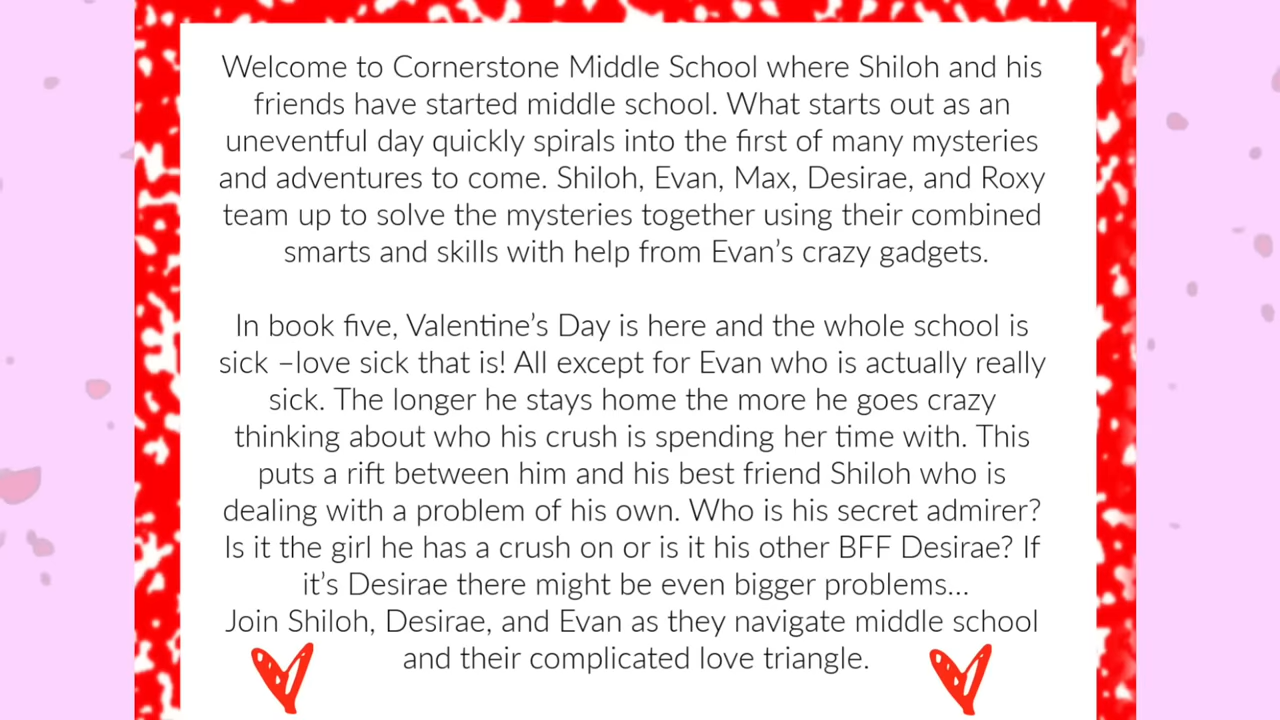 Welcome to Cornerstone Middle School where Shiloh and his
friends have started middle school. What starts out as an
uneventful day quickly spirals into the first of many mysteries
and adventures to come. Shiloh, Evan, Max, Desirae, and Roxy
team up to solve the mysteries together using their combined
smarts and skills with help from Evan’s crazy gadgets.
In book five, Valentine’s Day is here and the whole school is
sick –love sick that is! All except for Evan who is actually really
sick. The longer he stays home the more he goes crazy
thinking about who his crush is spending her time with. This
puts a rift between him and his best friend Shiloh who is
dealing with a problem of his own. Who is his secret admirer?
Is it the girl he has a crush on or is it his other BFF Desirae? If
it’s Desirae there might be even bigger problems...
Join Shiloh, Desirae, and Evan as they navigate middle school
and their complicated love triangle.